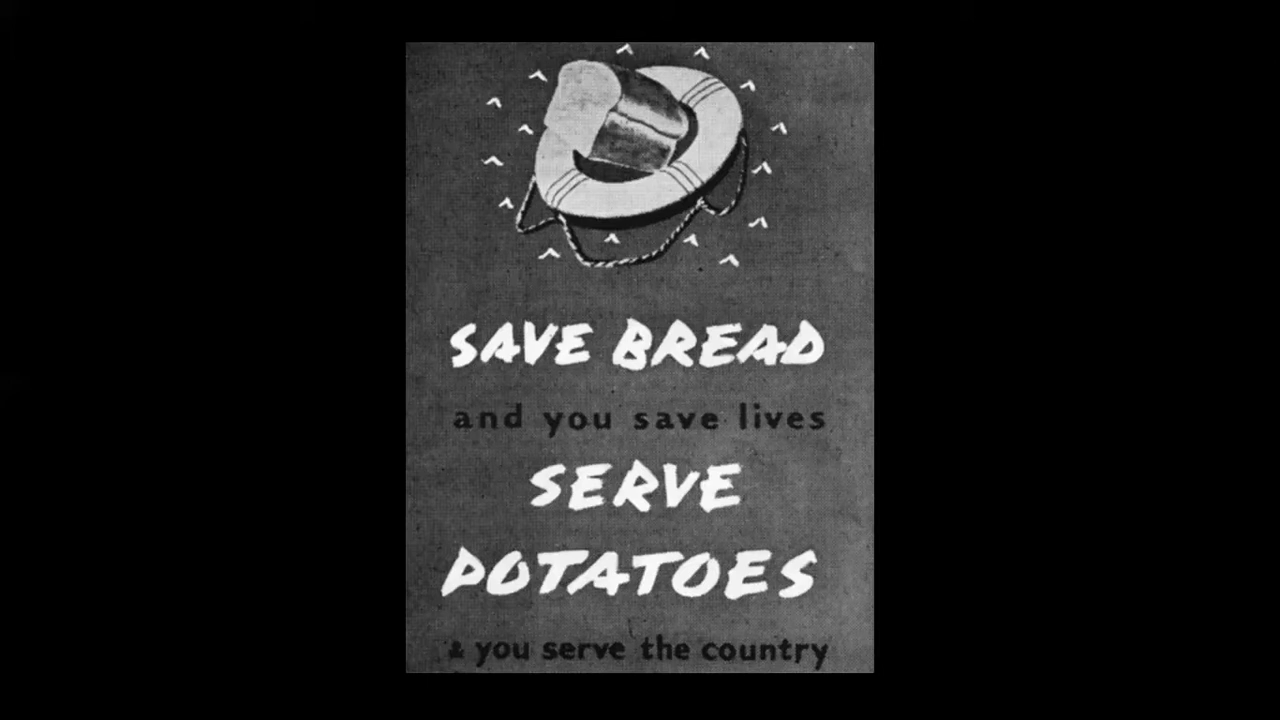 SAVE BREAD
and you save lives
SERVE
POTATOES
& you serve the country